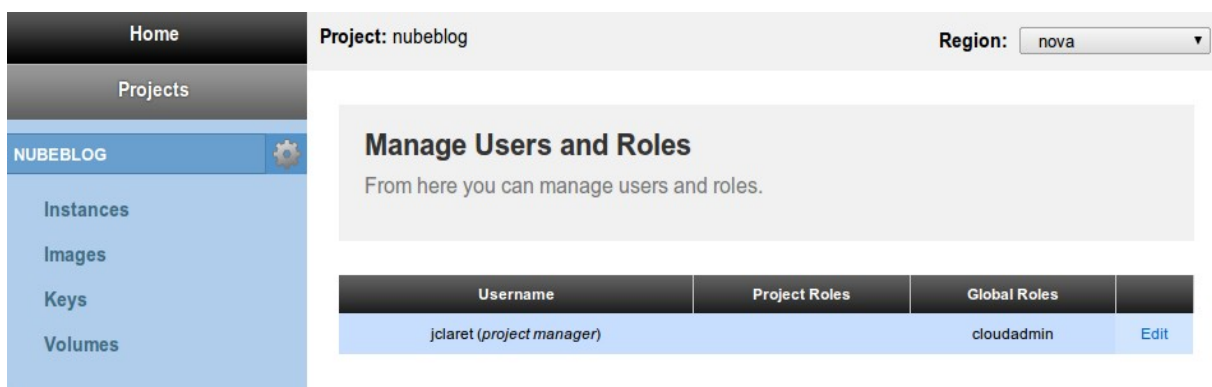 Home
Projects
NUBEBLOG
Instances
Images
Keys
Volumes
Project: nubeblog
Region: nova
Manage Users and Roles
From here you can manage users and roles.
Username Project Roles Global Roles
jclaret (project manager) cloudadmin Edit